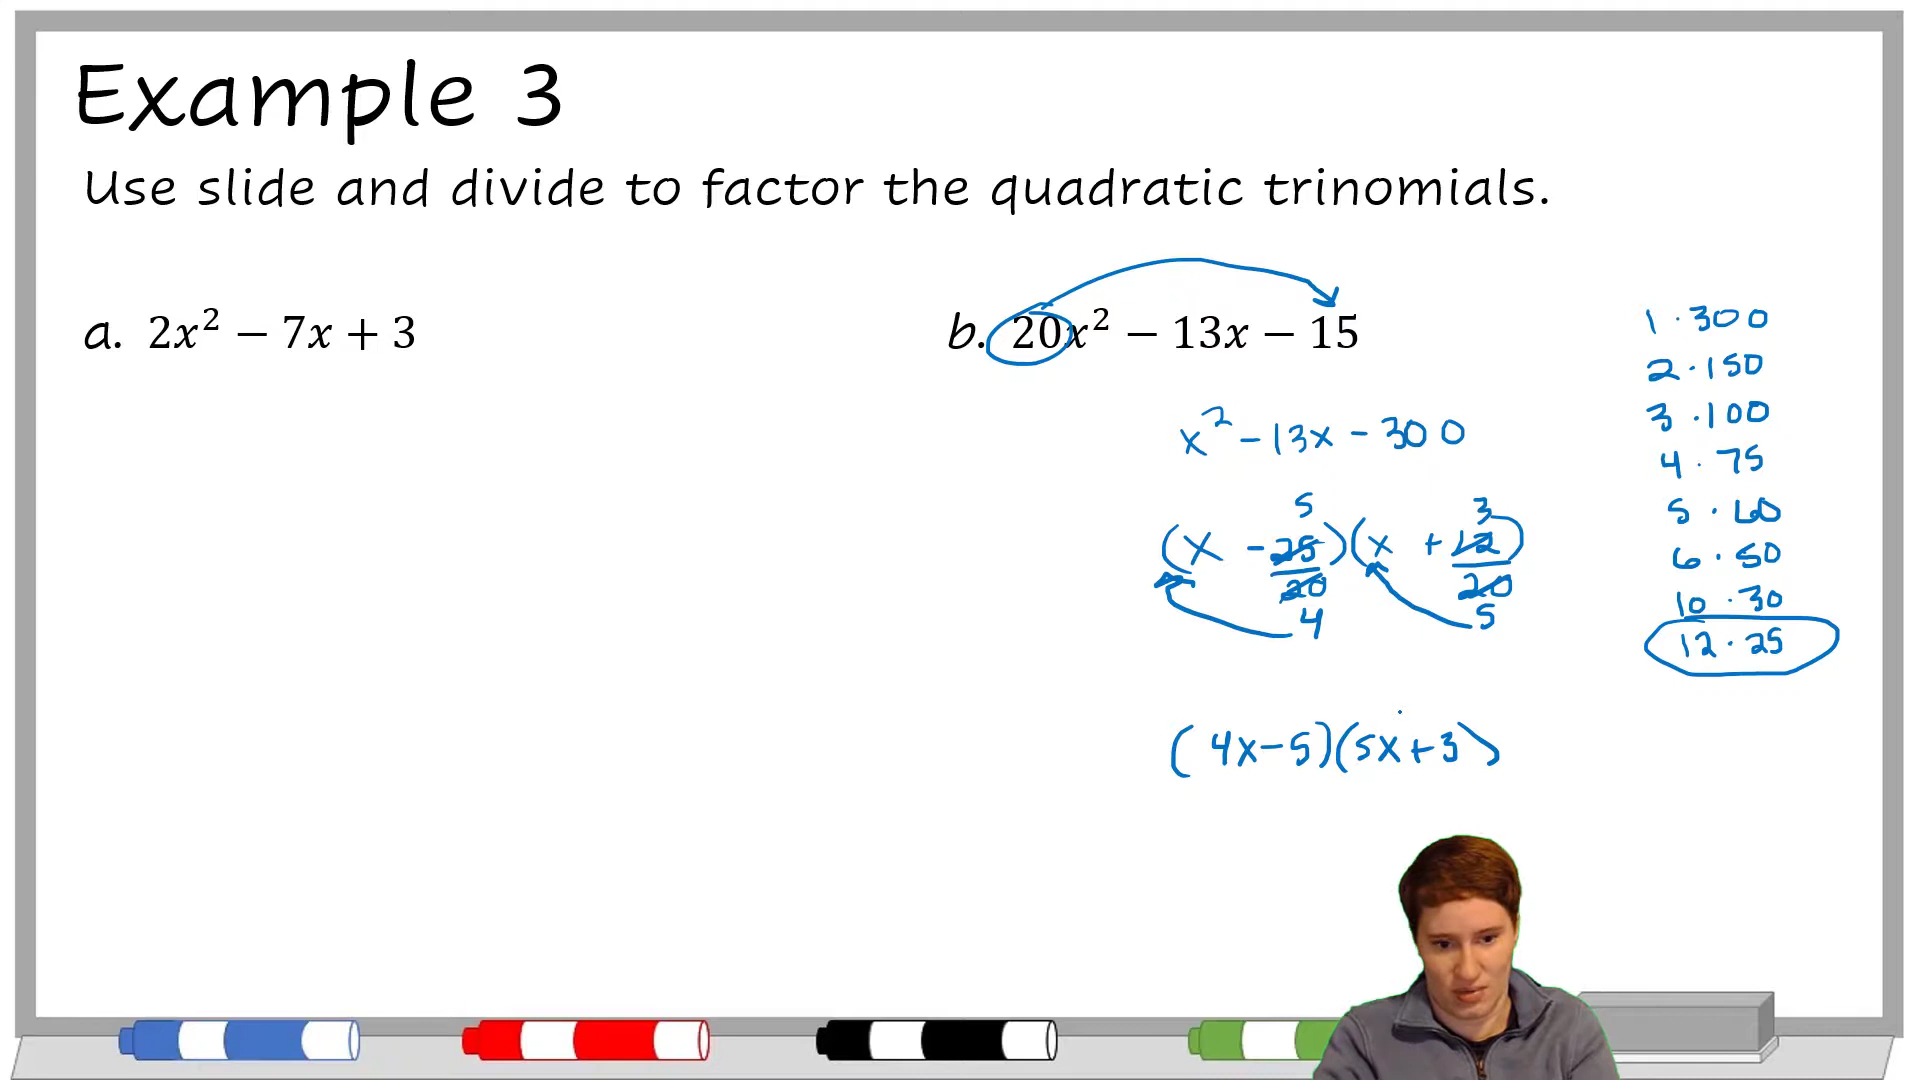 Example 3
Use slide and divide to factor the quadratic trinomials.
a. 2x² − 7x + 3
b. 20x² − 13x − 15
x² − 13x − 300
5 3
(x − 25)(x + 12)
20 20
4 5
(4x − 5)(5x + 3)
1 · 300
2 · 150
3 · 100
4 · 75
5 · 60
6 · 50
10 · 30
12 · 25